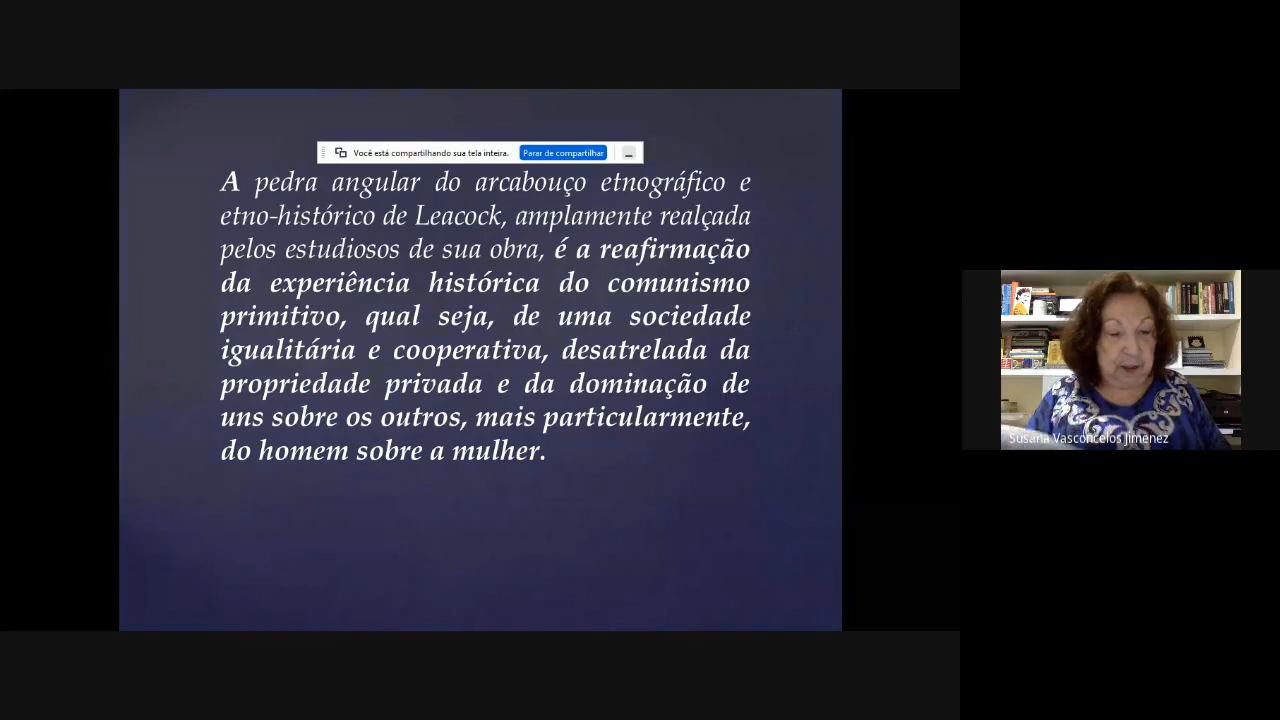 Você está compartilhando sua tela inteira. Parar de compartilhar
A pedra angular do arcabouço etnográfico e
etno-histórico de Leacock, amplamente realçada
pelos estudiosos de sua obra, é a reafirmação
da experiência histórica do comunismo
primitivo, qual seja, de uma sociedade
igualitária e cooperativa, desatrelada da
propriedade privada e da dominação de
uns sobre os outros, mais particularmente,
do homem sobre a mulher.
Susana Vasconcelos Jimenez